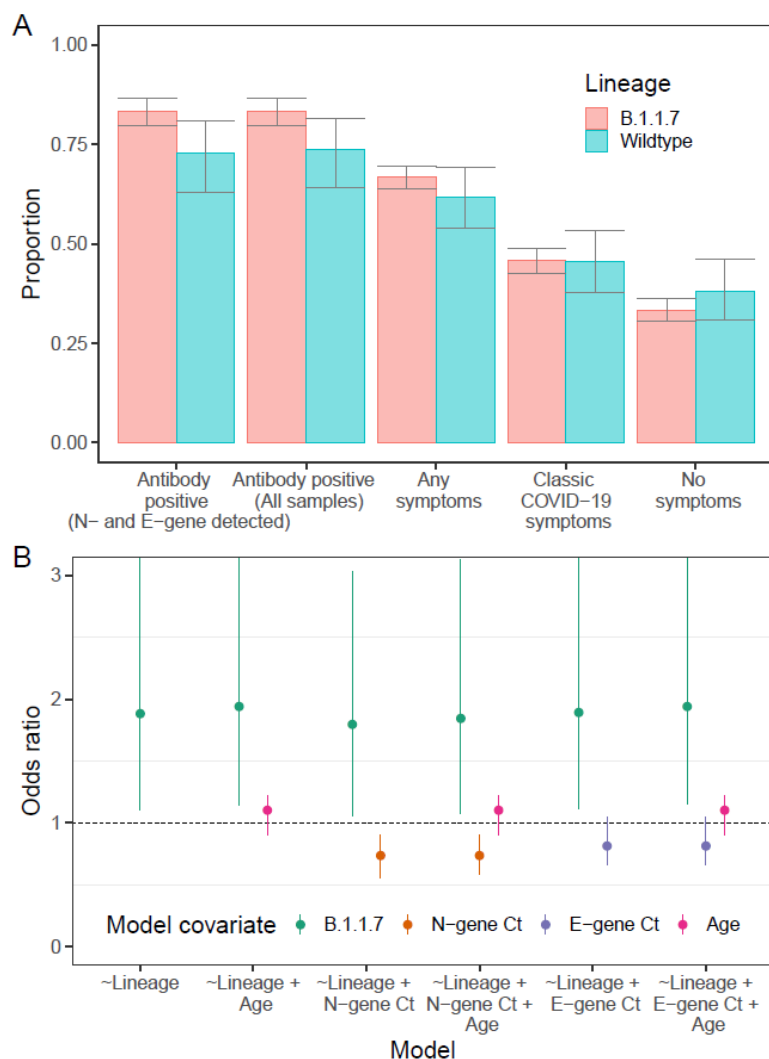 A
1.00
0.75
0.50
0.25
0.00
Proportion
Lineage
B.1.1.7
Wildtype
Antibody
positive
(N− and E−gene detected)
Antibody positive
(All samples)
Any
symptoms
Classic
COVID−19
symptoms
No
symptoms
B
3
2
1
0
Odds ratio
Model covariate
B.1.1.7
N−gene Ct
E−gene Ct
Age
~Lineage
~Lineage +
Age
~Lineage +
N−gene Ct
~Lineage +
N−gene Ct +
Age
~Lineage +
E−gene Ct
~Lineage +
E−gene Ct +
Age
Model